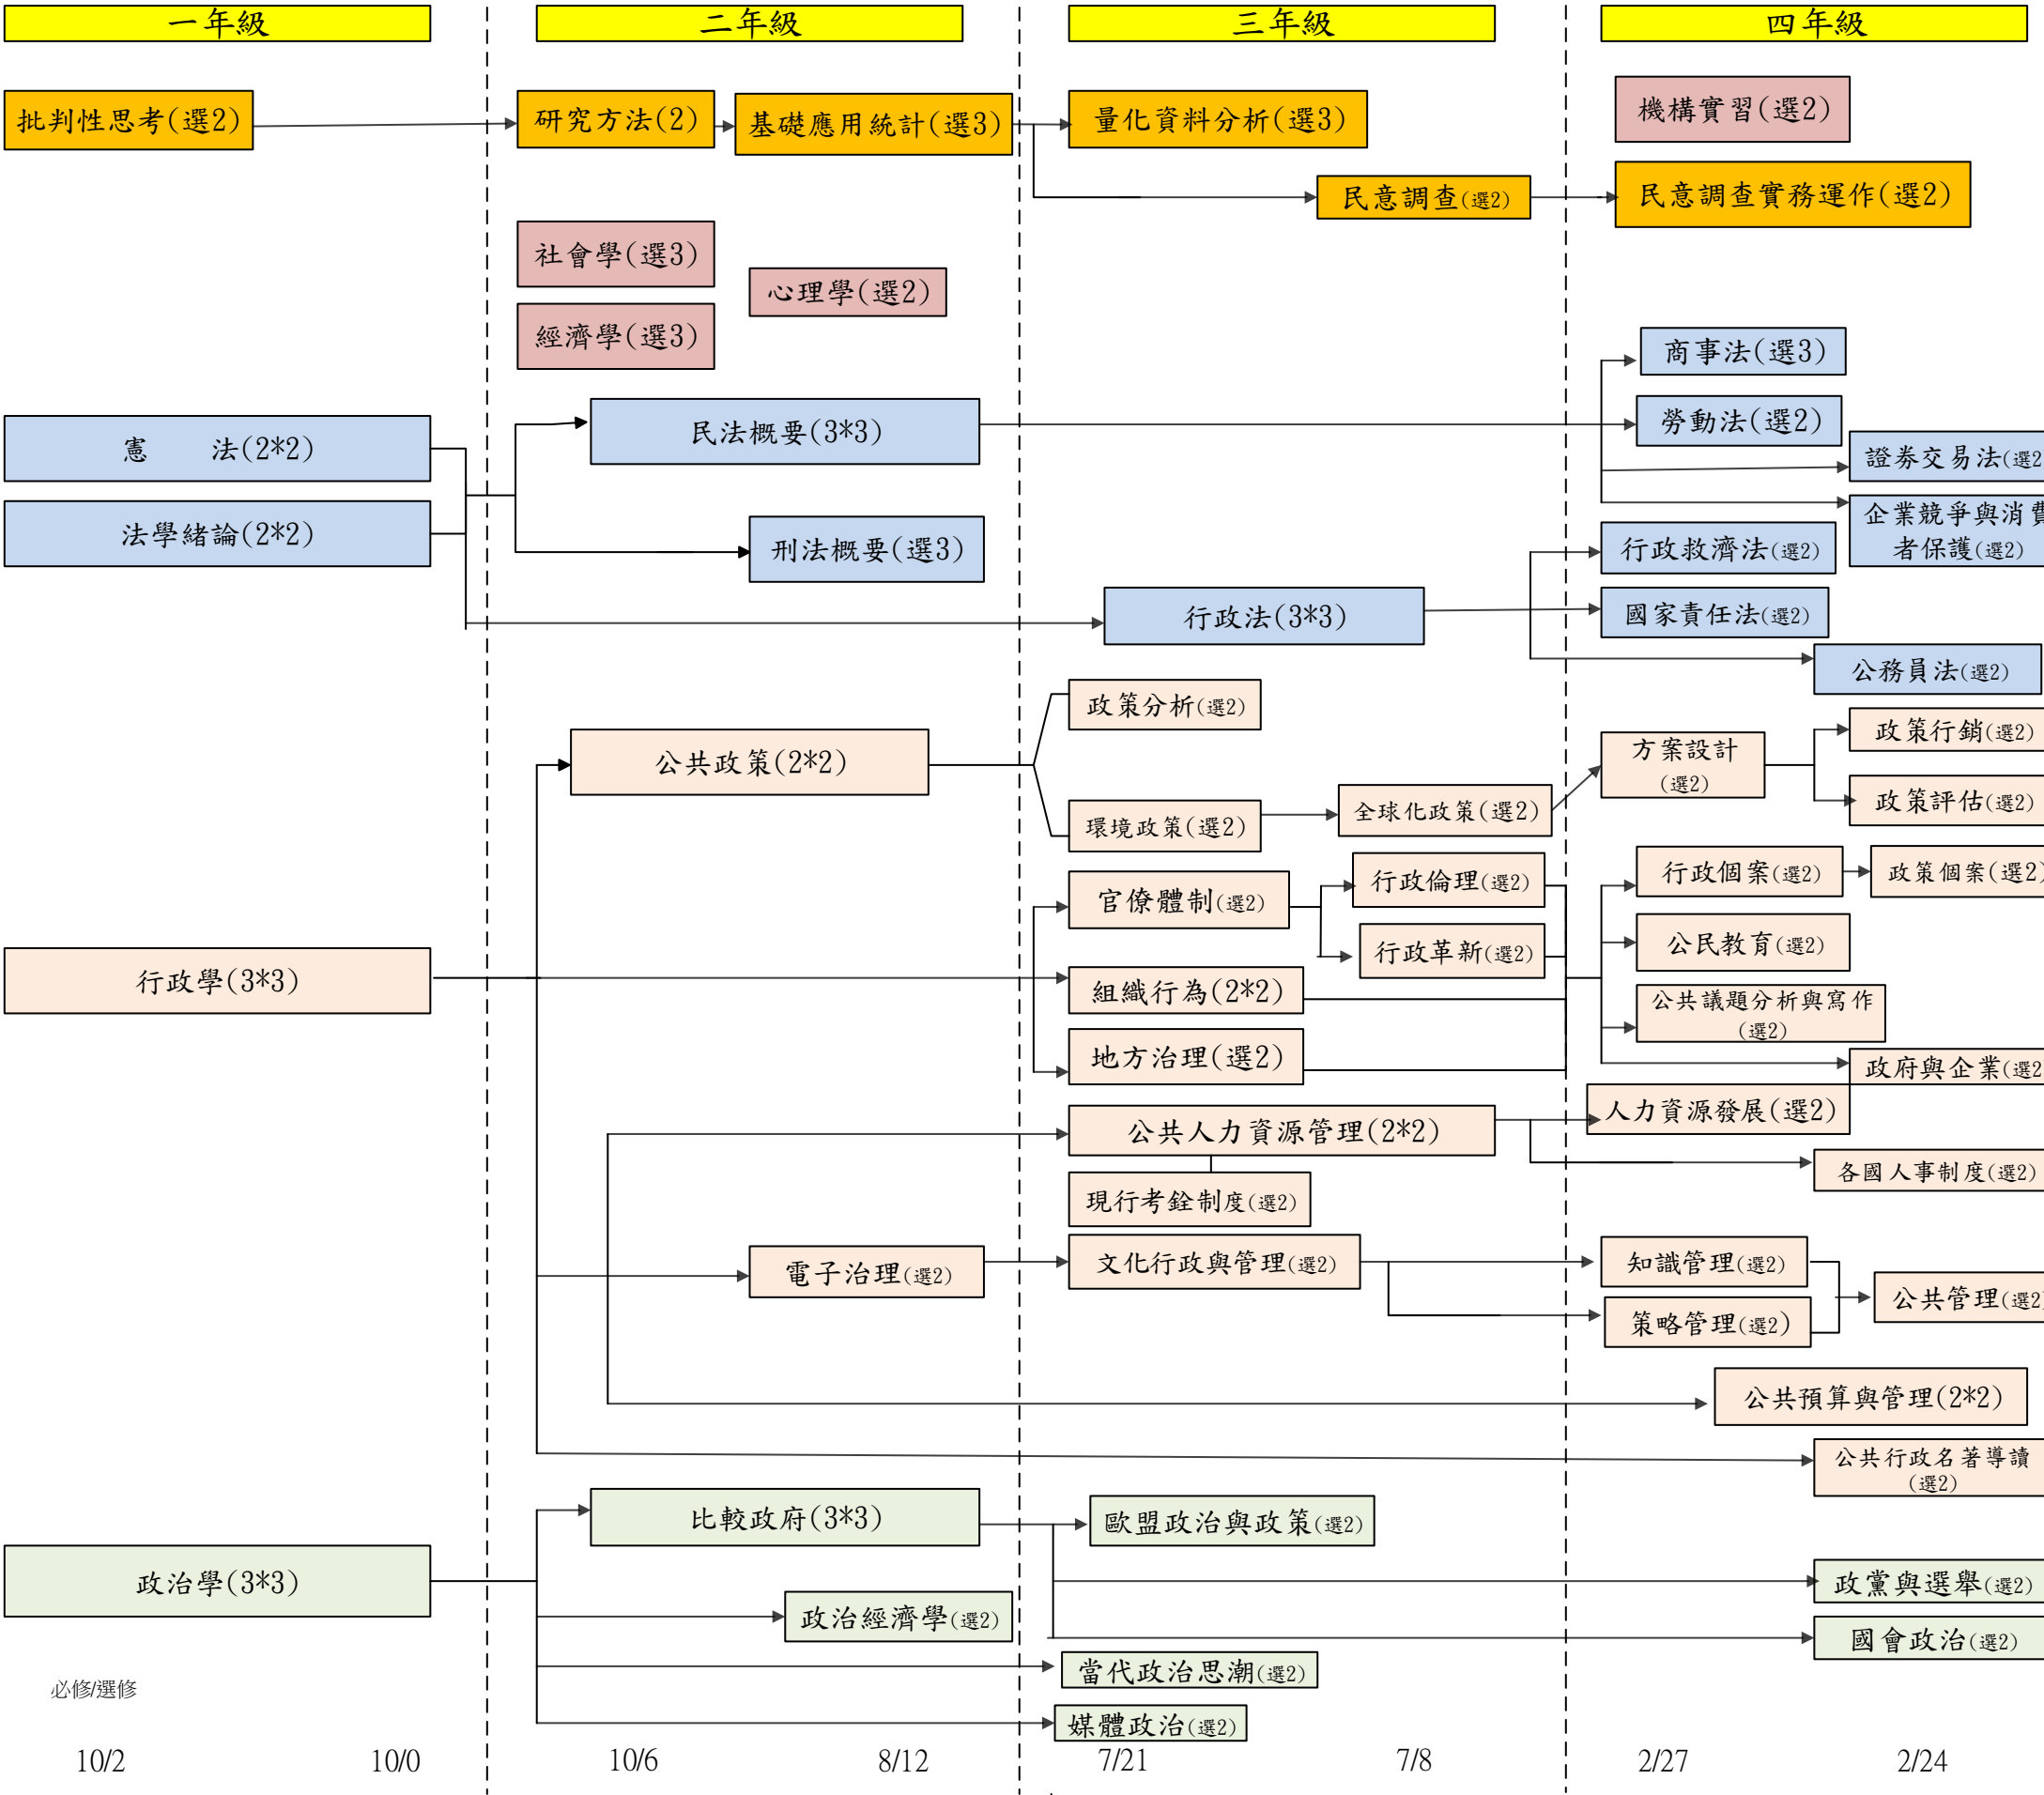 一年級
二年級
三年級
四年級
批判性思考(選2)
研究方法(2)
基礎應用統計(選3)
量化資料分析(選3)
機構實習(選2)
民意調查(選2)
民意調查實務運作(選2)
社會學(選3)
心理學(選2)
經濟學(選3)
商事法(選3)
憲　　法(2*2)
民法概要(3*3)
勞動法(選2)
證券交易法(選2
法學緒論(2*2)
刑法概要(選3)
企業競爭與消費
者保護(選2)
行政救濟法(選2)
行政法(3*3)
國家責任法(選2)
公務員法(選2)
政策分析(選2)
公共政策(2*2)
方案設計
(選2)
政策行銷(選2)
政策評估(選2)
環境政策(選2)
全球化政策(選2)
官僚體制(選2)
行政倫理(選2)
行政個案(選2)
政策個案(選2)
行政革新(選2)
公民教育(選2)
行政學(3*3)
組織行為(2*2)
公共議題分析與寫作
(選2)
地方治理(選2)
政府與企業(選2
公共人力資源管理(2*2)
人力資源發展(選2)
各國人事制度(選2)
現行考銓制度(選2)
電子治理(選2)
文化行政與管理(選2)
知識管理(選2)
策略管理(選2)
公共管理(選2
公共預算與管理(2*2)
公共行政名著導讀
(選2)
比較政府(3*3)
歐盟政治與政策(選2)
政治學(3*3)
政黨與選舉(選2)
政治經濟學(選2)
國會政治(選2)
當代政治思潮(選2)
媒體政治(選2)
必修/選修
10/2
10/0
10/6
8/12
7/21
7/8
2/27
2/24